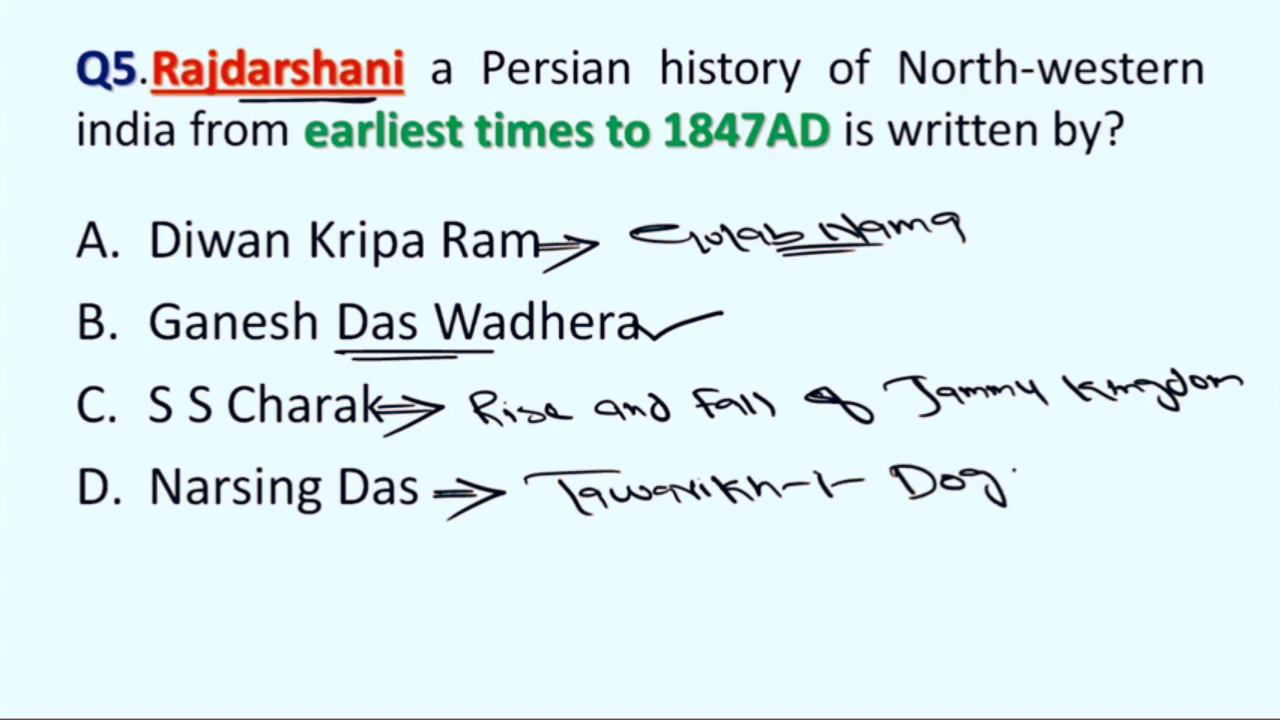 Q5.Rajdarshani a Persian history of North-western
india from earliest times to 1847AD is written by?
A. Diwan Kripa Ram => Gulab Nama
B. Ganesh Das Wadhera ✓
C. S S Charak => Rise and Fall of Jammu Kingdom
D. Narsing Das => Tawarikh-i- Dog